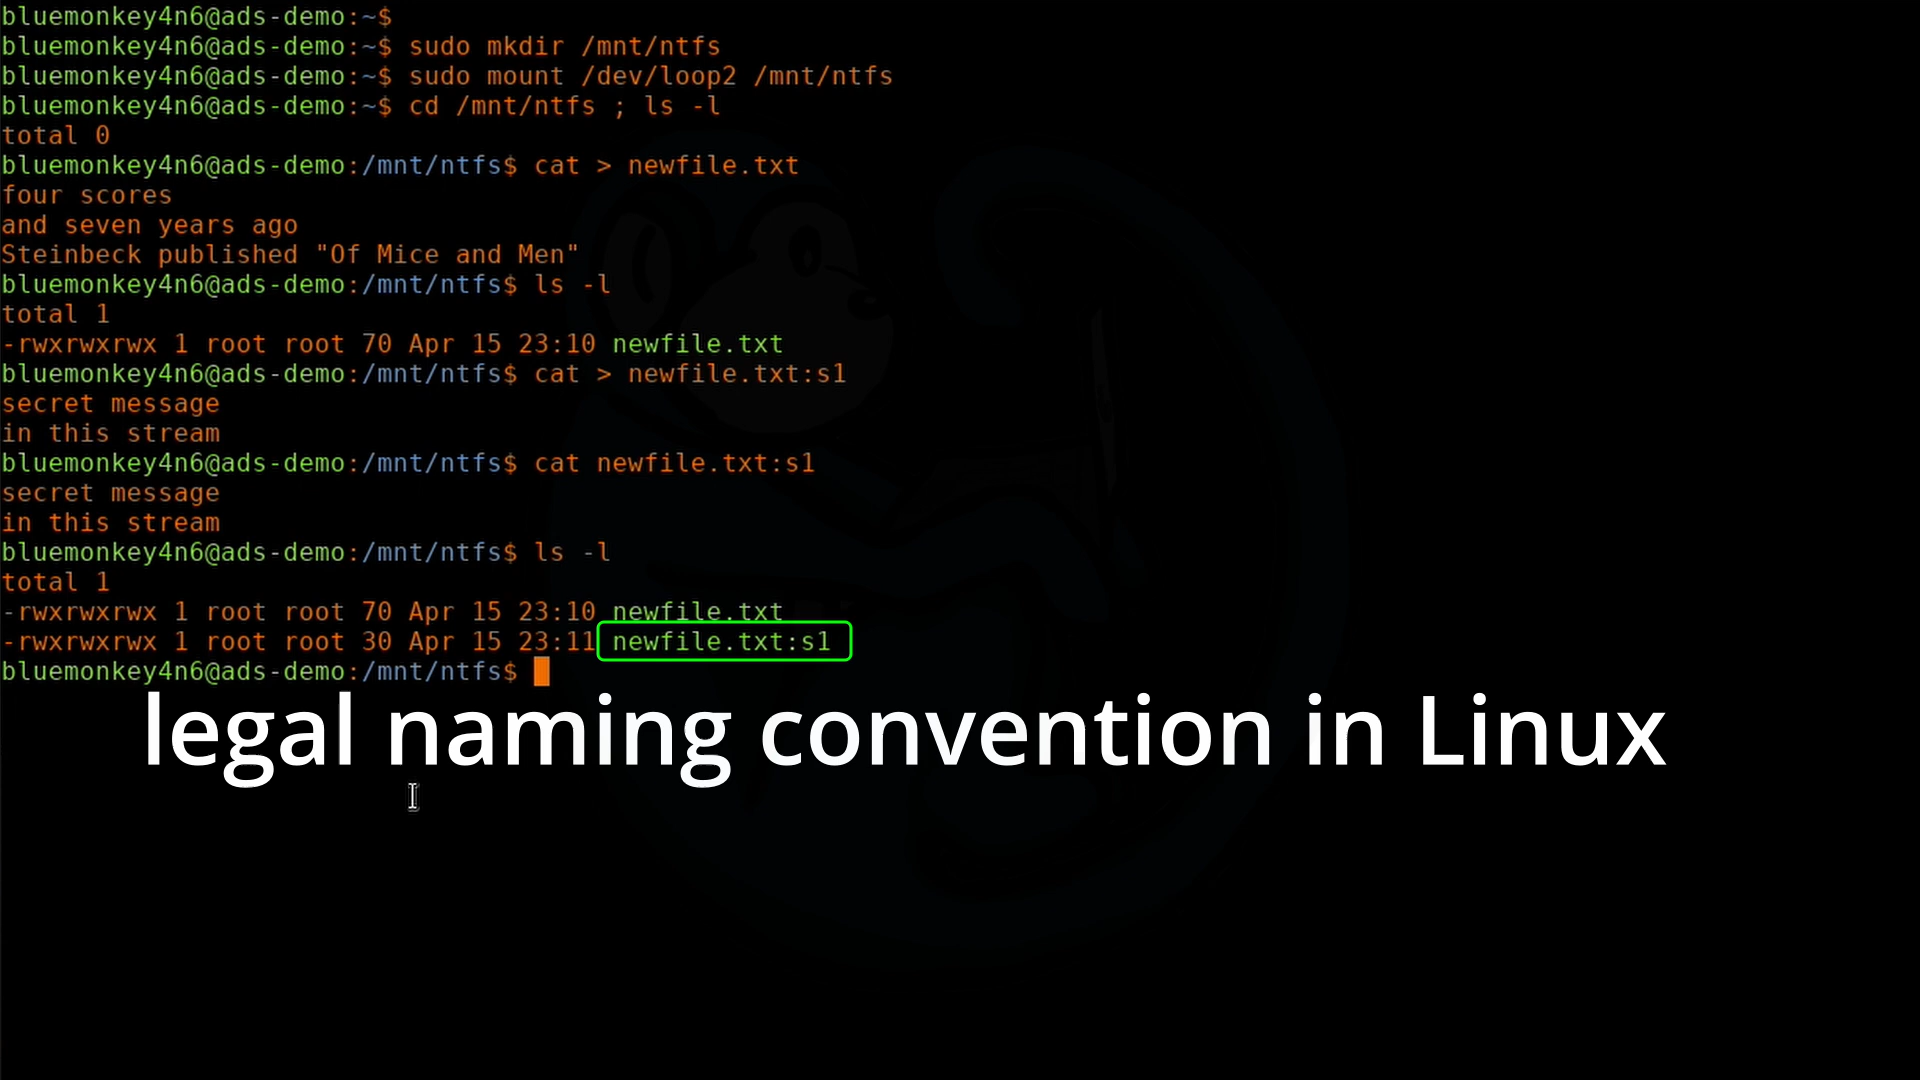 bluemonkey4n6@ads-demo:~$
bluemonkey4n6@ads-demo:~$ sudo mkdir /mnt/ntfs
bluemonkey4n6@ads-demo:~$ sudo mount /dev/loop2 /mnt/ntfs
bluemonkey4n6@ads-demo:~$ cd /mnt/ntfs ; ls -l
total 0
bluemonkey4n6@ads-demo:/mnt/ntfs$ cat > newfile.txt
four scores
and seven years ago
Steinbeck published "Of Mice and Men"
bluemonkey4n6@ads-demo:/mnt/ntfs$ ls -l
total 1
-rwxrwxrwx 1 root root 70 Apr 15 23:10 newfile.txt
bluemonkey4n6@ads-demo:/mnt/ntfs$ cat > newfile.txt:s1
secret message
in this stream
bluemonkey4n6@ads-demo:/mnt/ntfs$ cat newfile.txt:s1
secret message
in this stream
bluemonkey4n6@ads-demo:/mnt/ntfs$ ls -l
total 1
-rwxrwxrwx 1 root root 70 Apr 15 23:10 newfile.txt
-rwxrwxrwx 1 root root 30 Apr 15 23:11 newfile.txt:s1
bluemonkey4n6@ads-demo:/mnt/ntfs$
legal naming convention in Linux